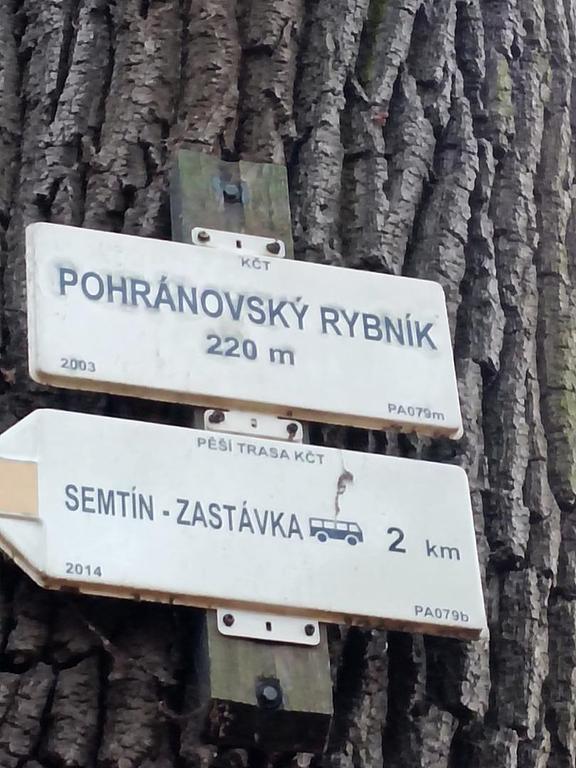 KČT
POHRÁNOVSKÝ RYBNÍK
220 m
2003 PA079m
PĚŠÍ TRASA KČT
SEMTÍN - ZASTÁVKA 2 km
2014 PA079b